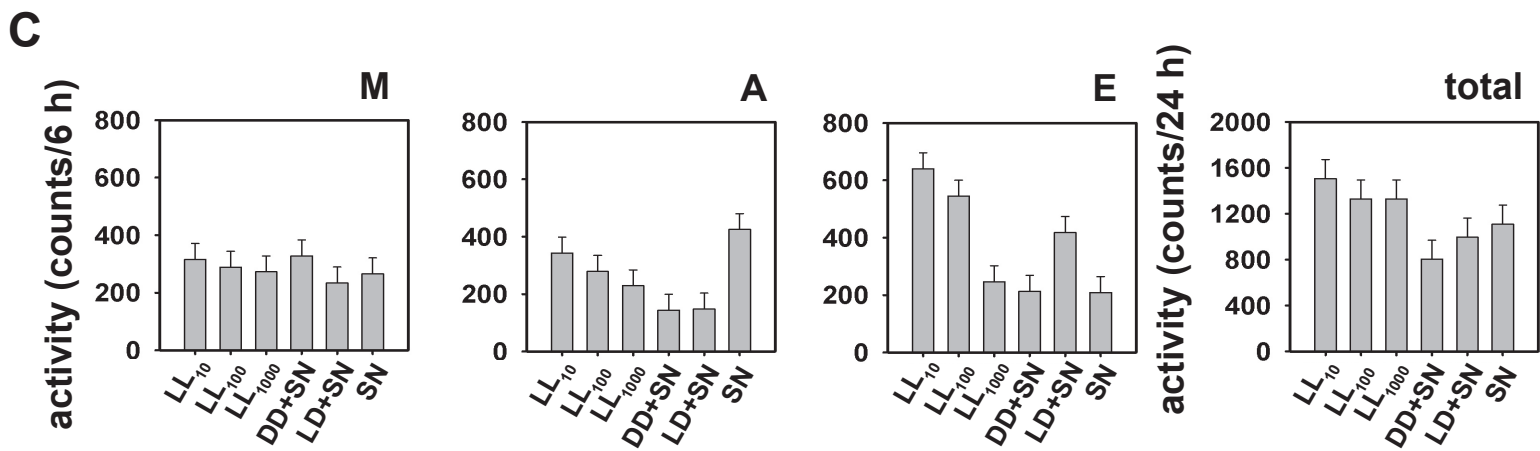 C
activity (counts/6 h)
M
800
600
400
200
0
LL10
LL100
LL1000
DD+SN
LD+SN
SN
A
800
600
400
200
0
LL10
LL100
LL1000
DD+SN
LD+SN
SN
E
800
600
400
200
0
LL10
LL100
LL1000
DD+SN
LD+SN
SN
activity (counts/24 h)
total
2000
1600
1200
800
400
0
LL10
LL100
LL1000
DD+SN
LD+SN
SN